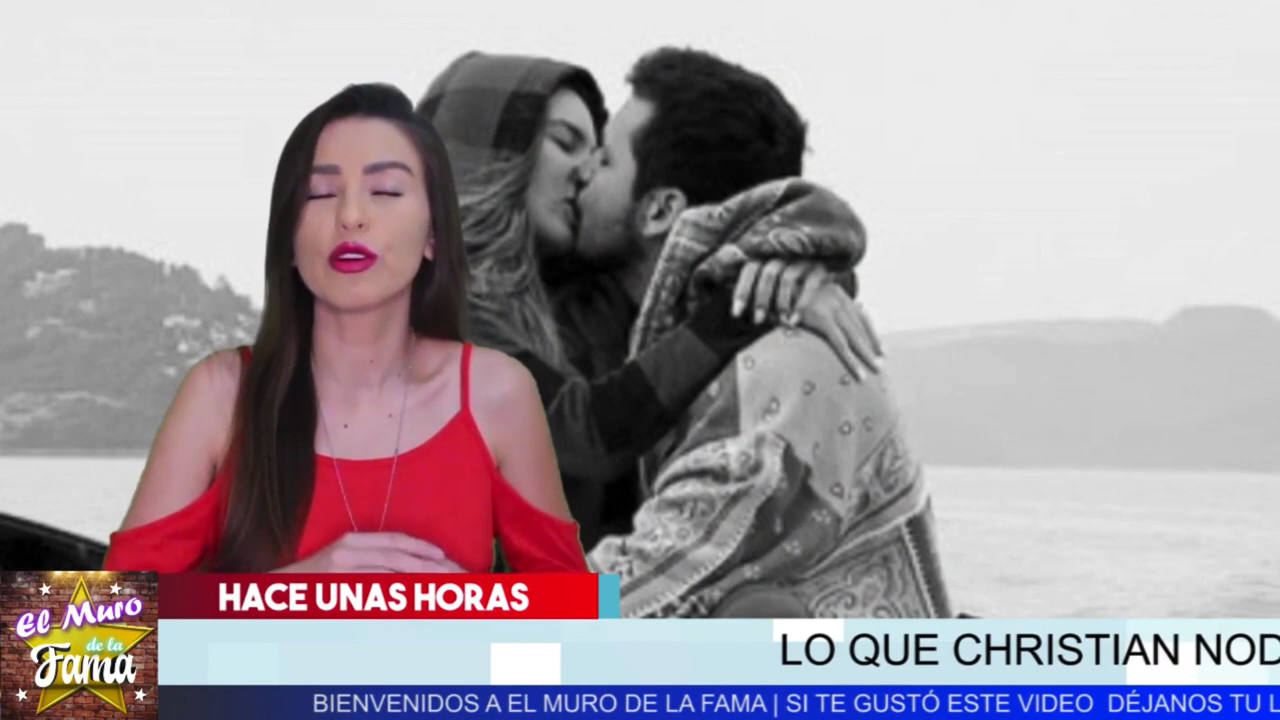 HACE UNAS HORAS
El Muro
de la
Fama
LO QUE CHRISTIAN NOD
BIENVENIDOS A EL MURO DE LA FAMA | SI TE GUSTÓ ESTE VIDEO DÉJANOS TU L